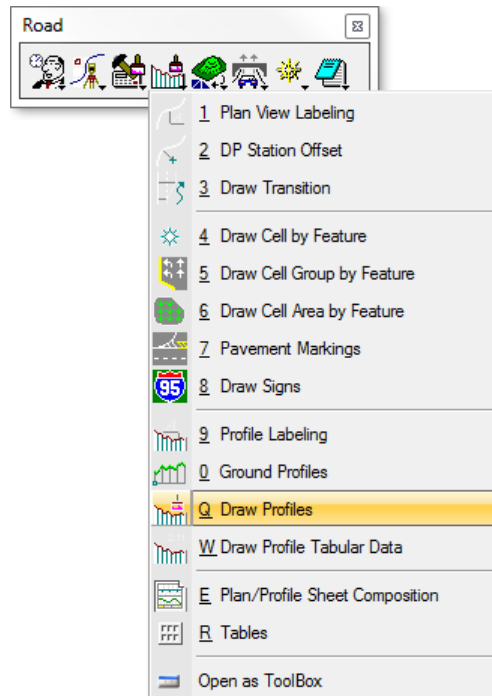 Road
1 Plan View Labeling
2 DP Station Offset
3 Draw Transition
4 Draw Cell by Feature
5 Draw Cell Group by Feature
6 Draw Cell Area by Feature
7 Pavement Markings
95
8 Draw Signs
9 Profile Labeling
0 Ground Profiles
Q Draw Profiles
W Draw Profile Tabular Data
E Plan/Profile Sheet Composition
R Tables
Open as ToolBox